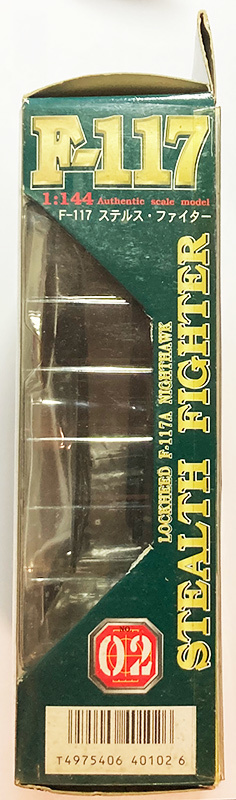 F-117
1:144 Authentic scale model
F-117 ステルス・ファイター
LOCKHEED F-117A NIGHTHAWK
STEALTH FIGHTER
02
T4975406 40102 6